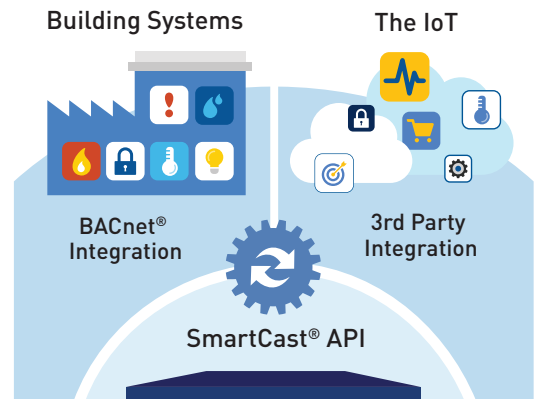 Building Systems
The IoT
BACnet®
Integration
3rd Party
Integration
SmartCast® API